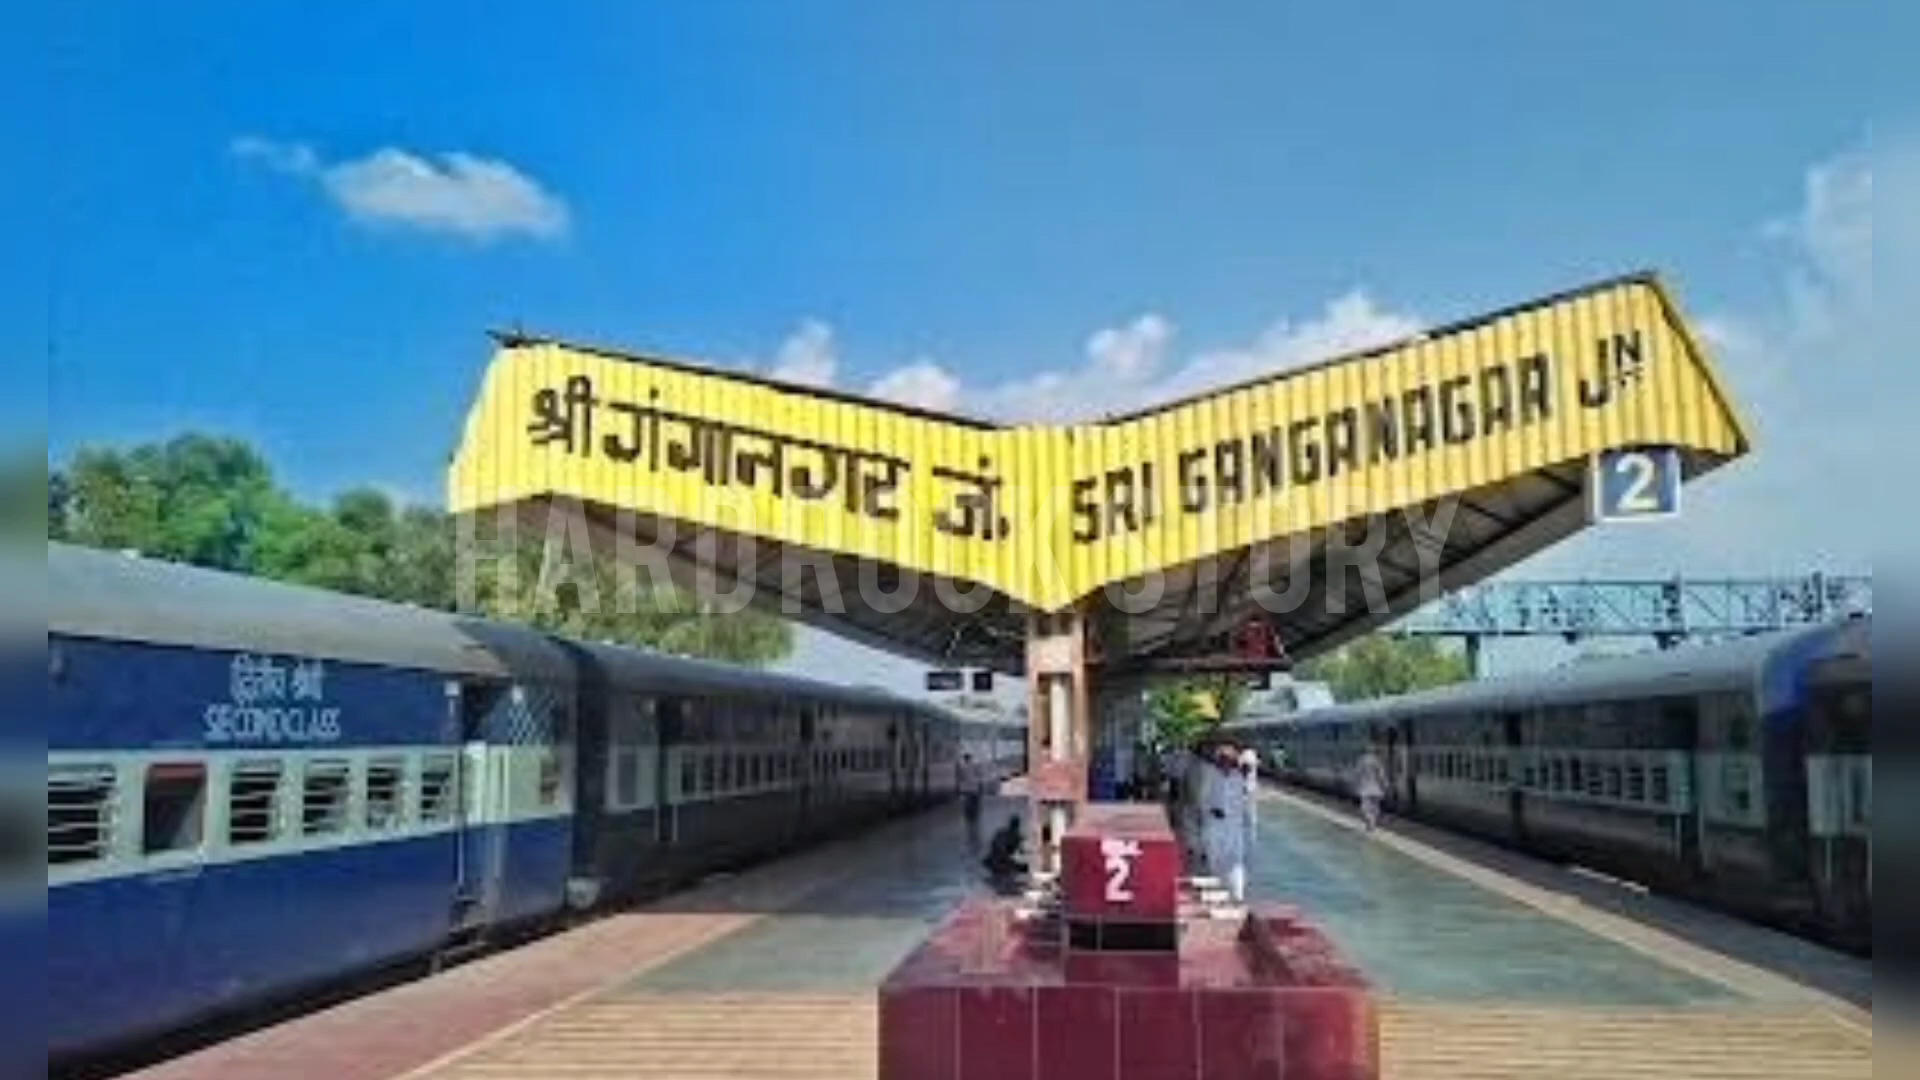 श्री गंगानगर जं.
SRI GANGANAGAR JN
2
HARDROCK STORY
द्वितीय श्रेणी
SECOND CLASS
2